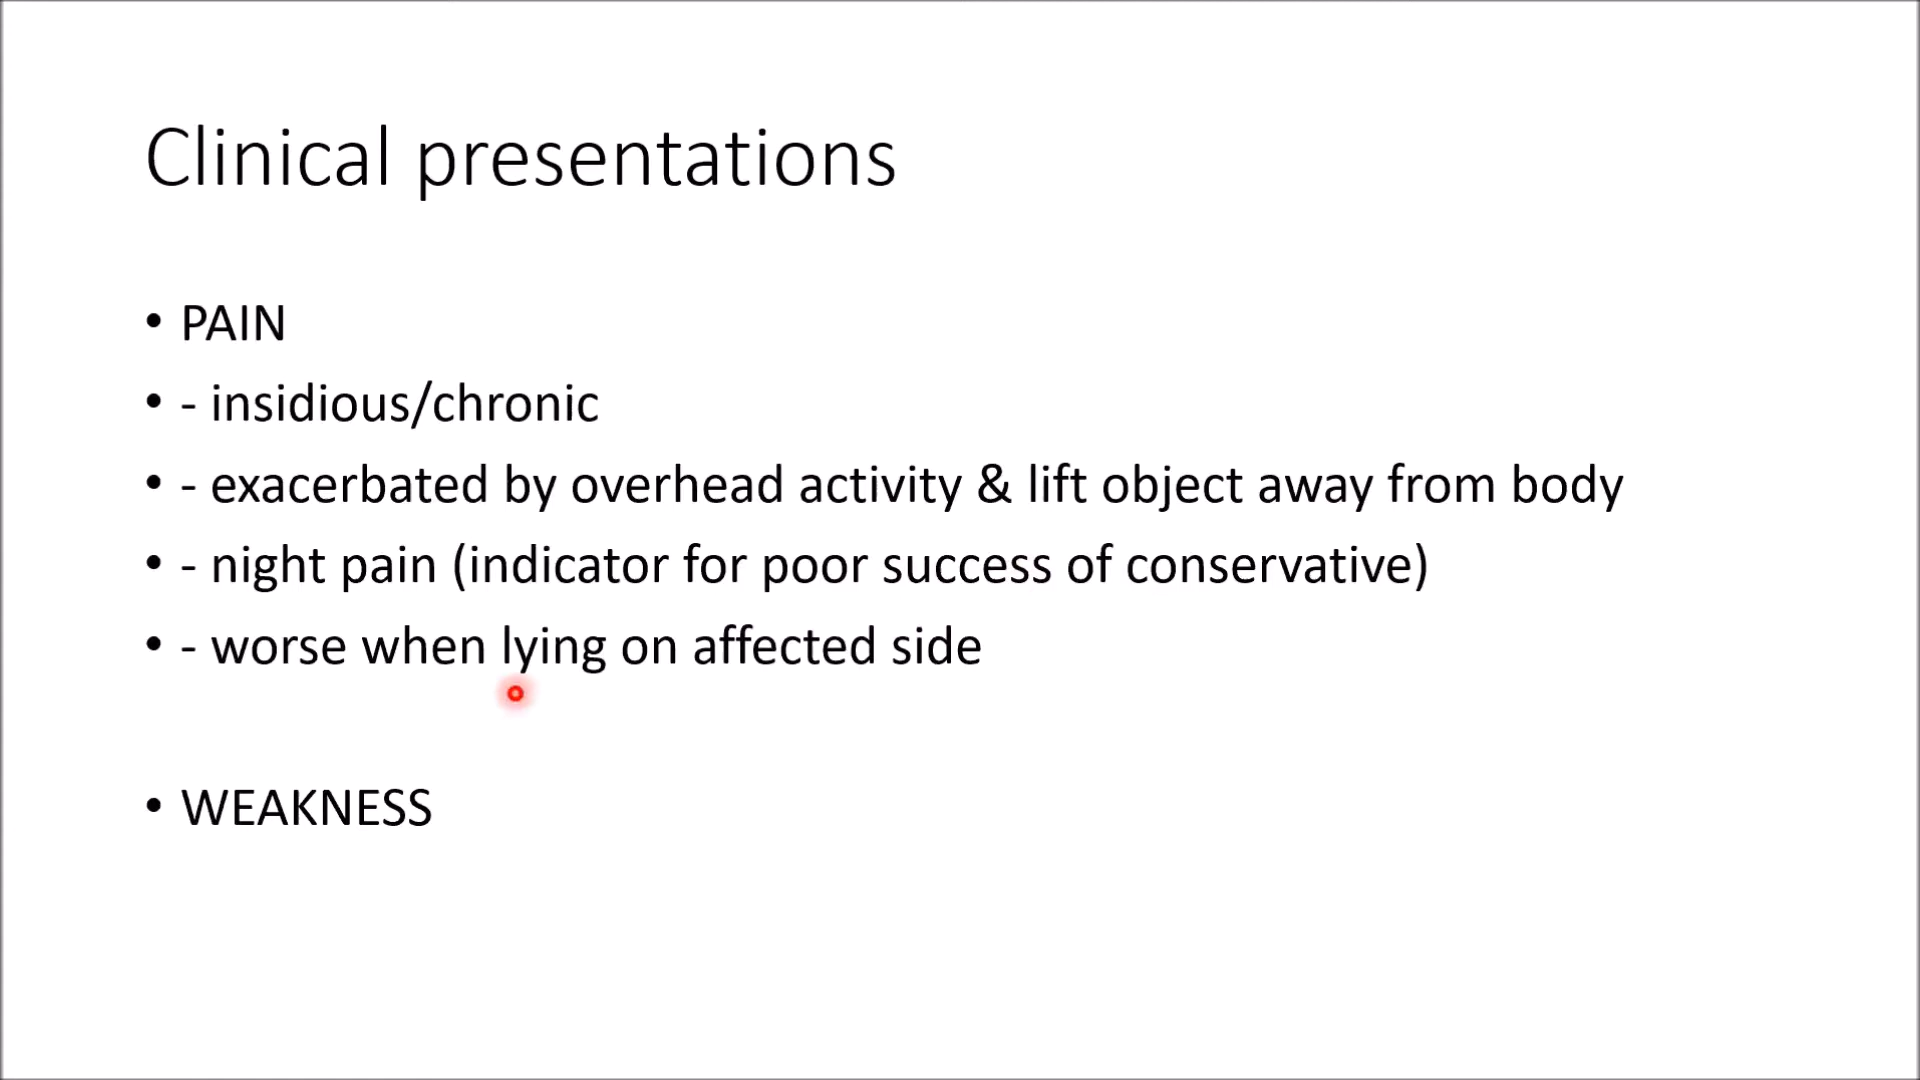 Clinical presentations
• PAIN
• - insidious/chronic
• - exacerbated by overhead activity & lift object away from body
• - night pain (indicator for poor success of conservative)
• - worse when lying on affected side
• WEAKNESS